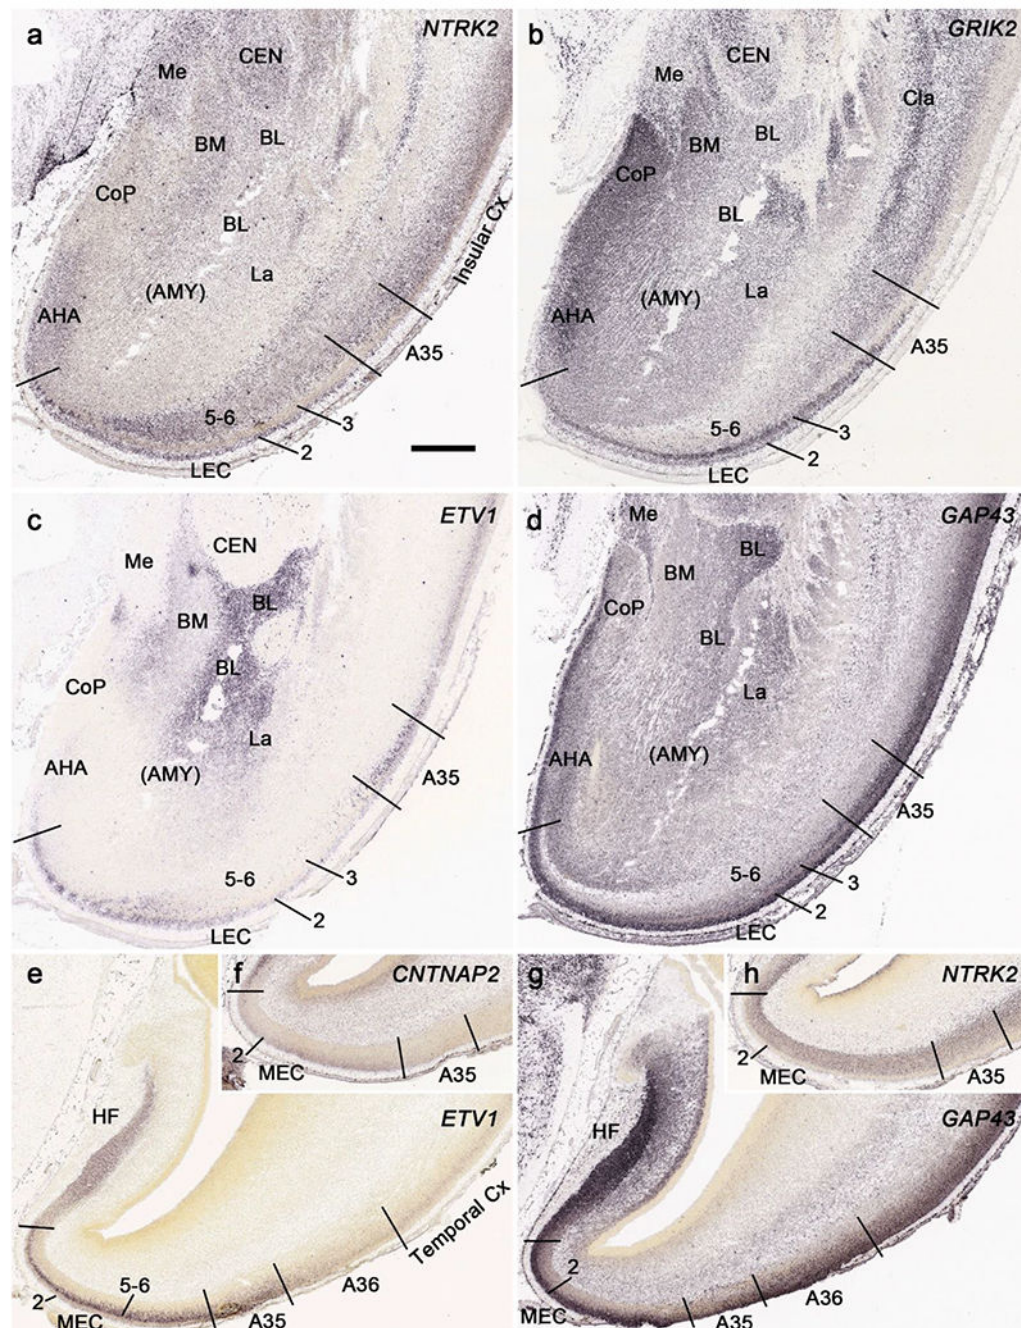 a
NTRK2
CEN
Me
BM
BL
CoP
BL
La
(AMY)
AHA
Insular Cx
A35
5-6
3
2
LEC
b
GRIK2
CEN
Me
Cla
BM
BL
CoP
BL
(AMY)
La
AHA
A35
5-6
3
2
LEC
c
ETV1
CEN
Me
BL
BM
BL
CoP
La
AHA
(AMY)
A35
5-6
3
2
LEC
d
GAP43
Me
BL
BM
CoP
BL
La
AHA
(AMY)
A35
5-6
3
2
LEC
e
HF
ETV1
Temporal Cx
5-6
2
MEC
A35
A36
f
CNTNAP2
2
MEC
A35
g
HF
GAP43
2
MEC
A35
A36
h
NTRK2
2
MEC
A35